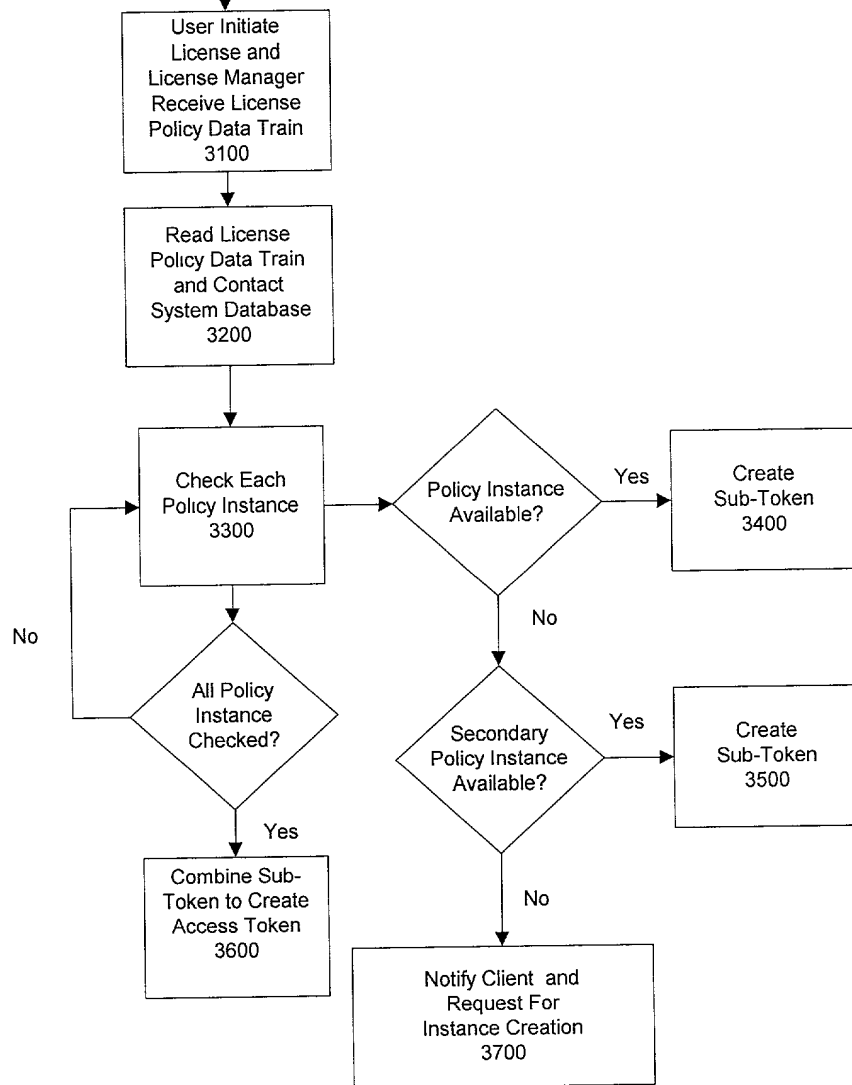 User Initiate
License and
License Manager
Receive License
Policy Data Train
3100
Read License
Policy Data Train
and Contact
System Database
3200
Check Each
Policy Instance
3300
Policy Instance
Available?
Yes
Create
Sub-Token
3400
No
No
All Policy
Instance
Checked?
Secondary
Policy Instance
Available?
Yes
Create
Sub-Token
3500
Yes
Combine Sub-
Token to Create
Access Token
3600
No
Notify Client and
Request For
Instance Creation
3700